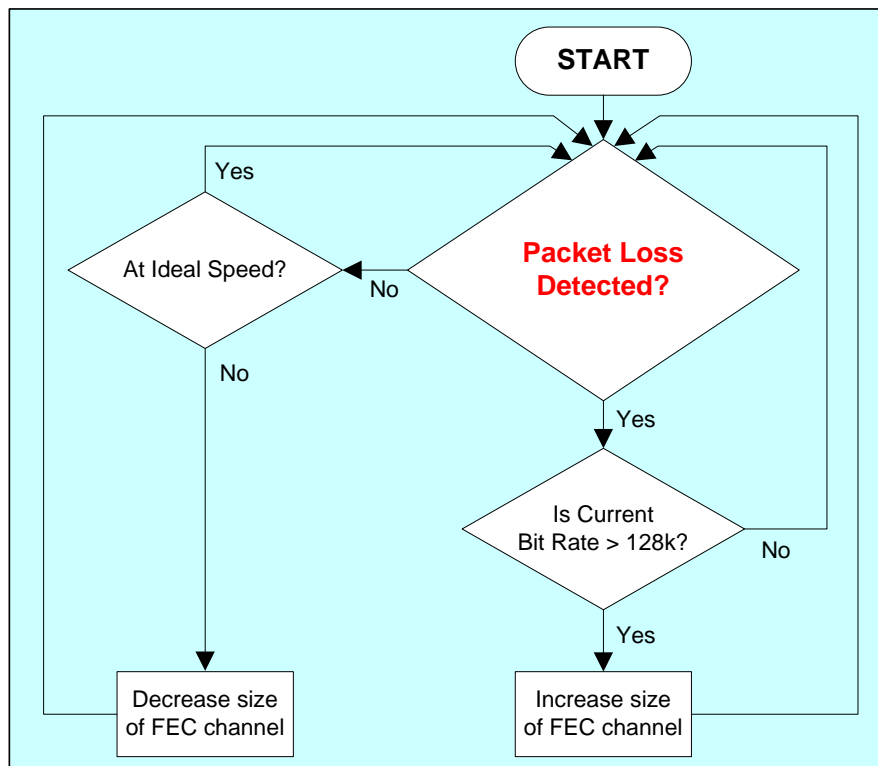 START
Yes
Packet Loss
Detected?
At Ideal Speed?
No
No
Yes
Is Current
Bit Rate > 128k?
No
Yes
Decrease size
of FEC channel
Increase size
of FEC channel